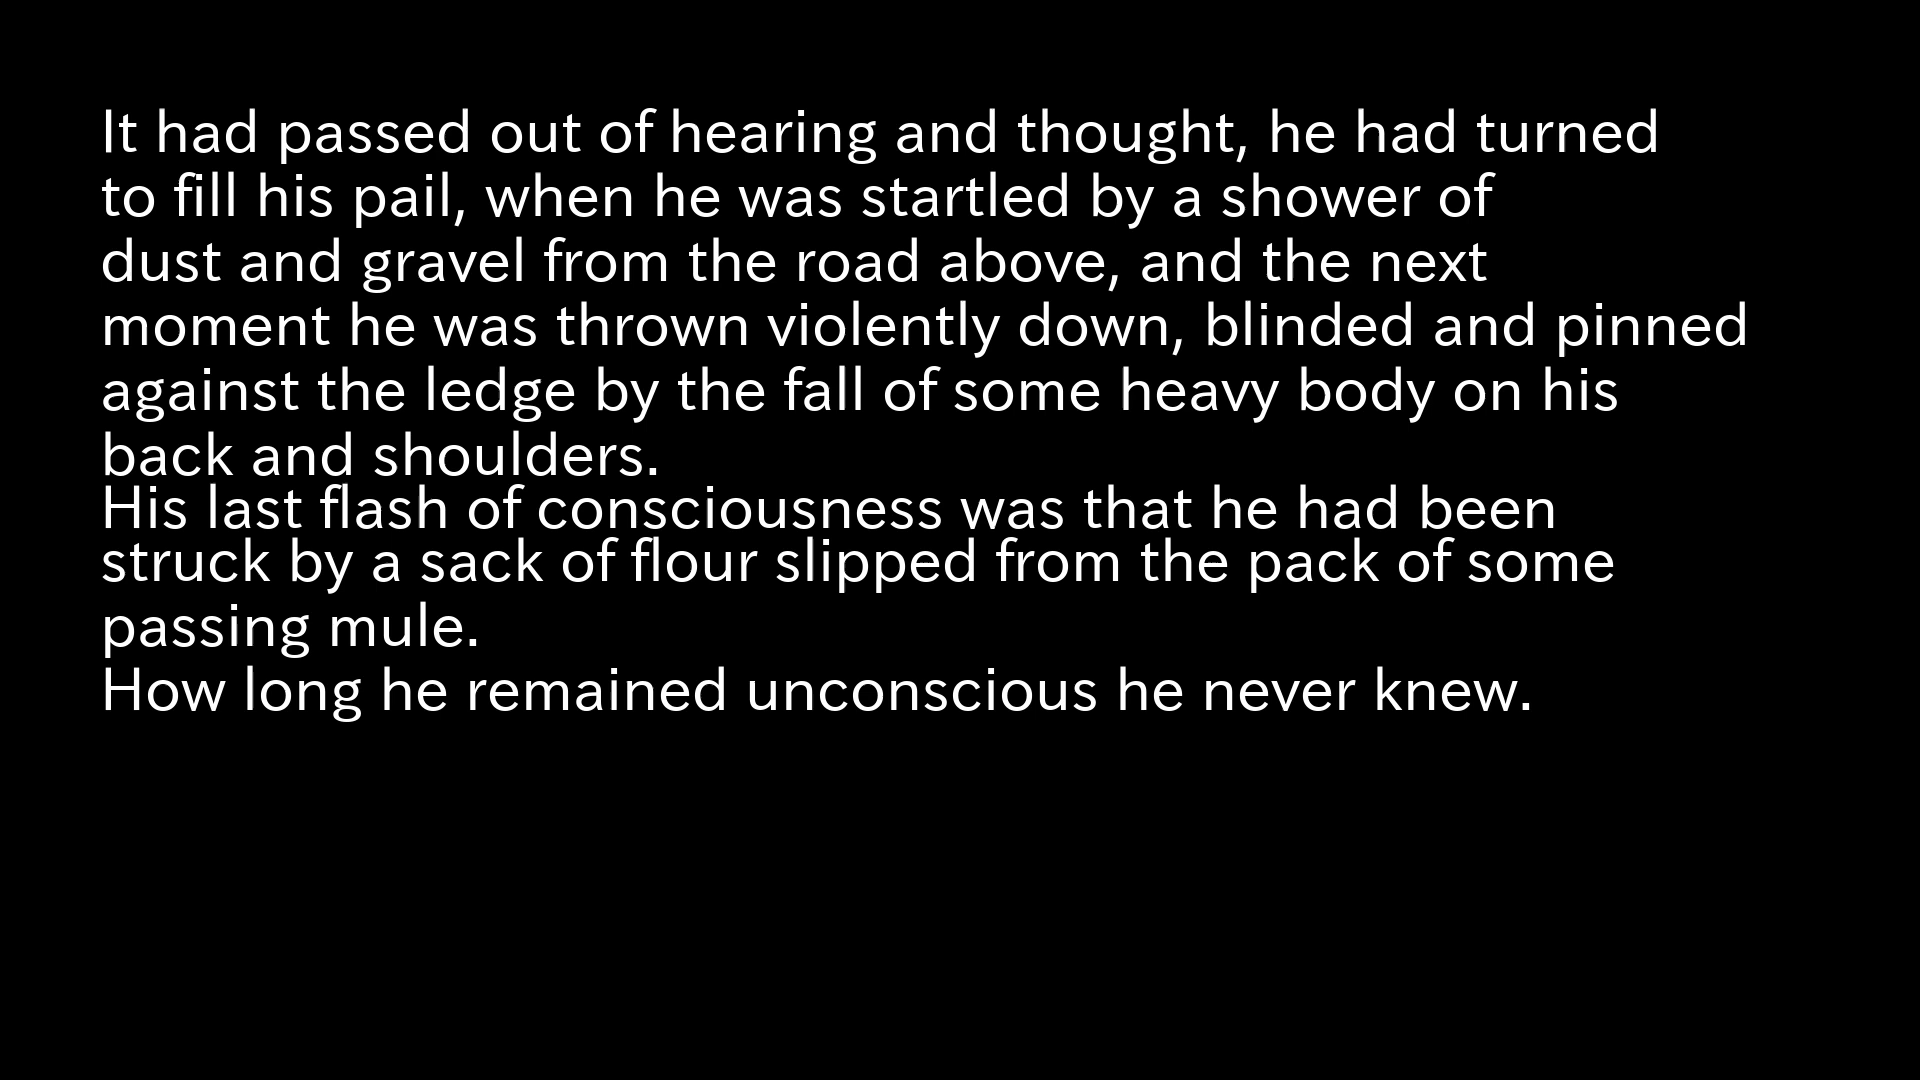 It had passed out of hearing and thought, he had turned
to fill his pail, when he was startled by a shower of
dust and gravel from the road above, and the next
moment he was thrown violently down, blinded and pinned
against the ledge by the fall of some heavy body on his
back and shoulders.
His last flash of consciousness was that he had been
struck by a sack of flour slipped from the pack of some
passing mule.
How long he remained unconscious he never knew.